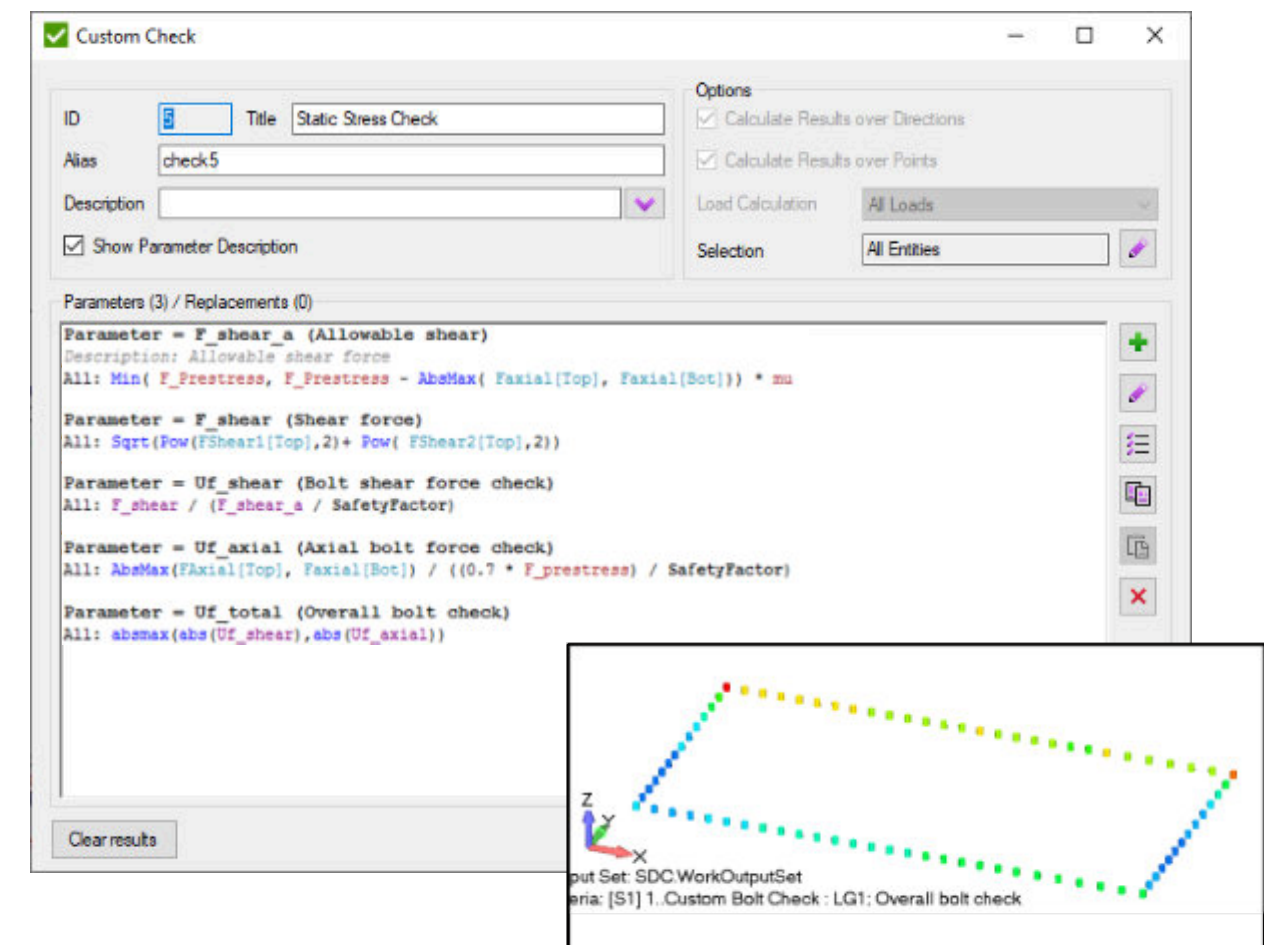 Custom Check
ID 5 Title Static Stress Check
Alias check5
Description
Show Parameter Description
Options
Calculate Results over Directions
Calculate Results over Points
Load Calculation All Loads
Selection All Entities
Parameters (3) / Replacements (0)
Parameter = F_shear_a (Allowable shear)
Description: Allowable shear force
All: Min( F_Prestress, F_Prestress - AbsMax( Faxial[Top], Faxial[Bot])) * mu
Parameter = F_shear (Shear force)
All: Sqrt(Pow(FShear1[Top],2)+ Pow( FShear2[Top],2))
Parameter = Uf_shear (Bolt shear force check)
All: F_shear / (F_shear_a / SafetyFactor)
Parameter = Uf_axial (Axial bolt force check)
All: AbsMax(FAxial[Top], Faxial[Bot]) / ((0.7 * F_prestress) / SafetyFactor)
Parameter = Uf_total (Overall bolt check)
All: absmax(abs(Uf_shear),abs(Uf_axial))
Clear results
Z
Y
X
put Set: SDC.WorkOutputSet
eria: [S1] 1..Custom Bolt Check : LG1; Overall bolt check